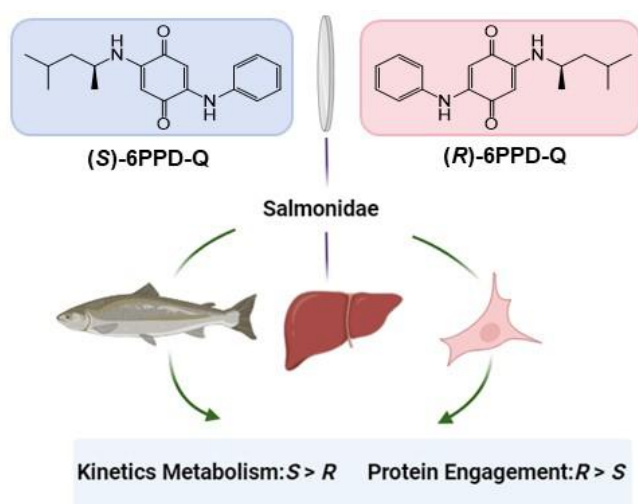 H
N
O
O
N
H
O
O
N
H
H
N
(S)-6PPD-Q
(R)-6PPD-Q
Salmonidae
Kinetics Metabolism:S > R Protein Engagement:R > S